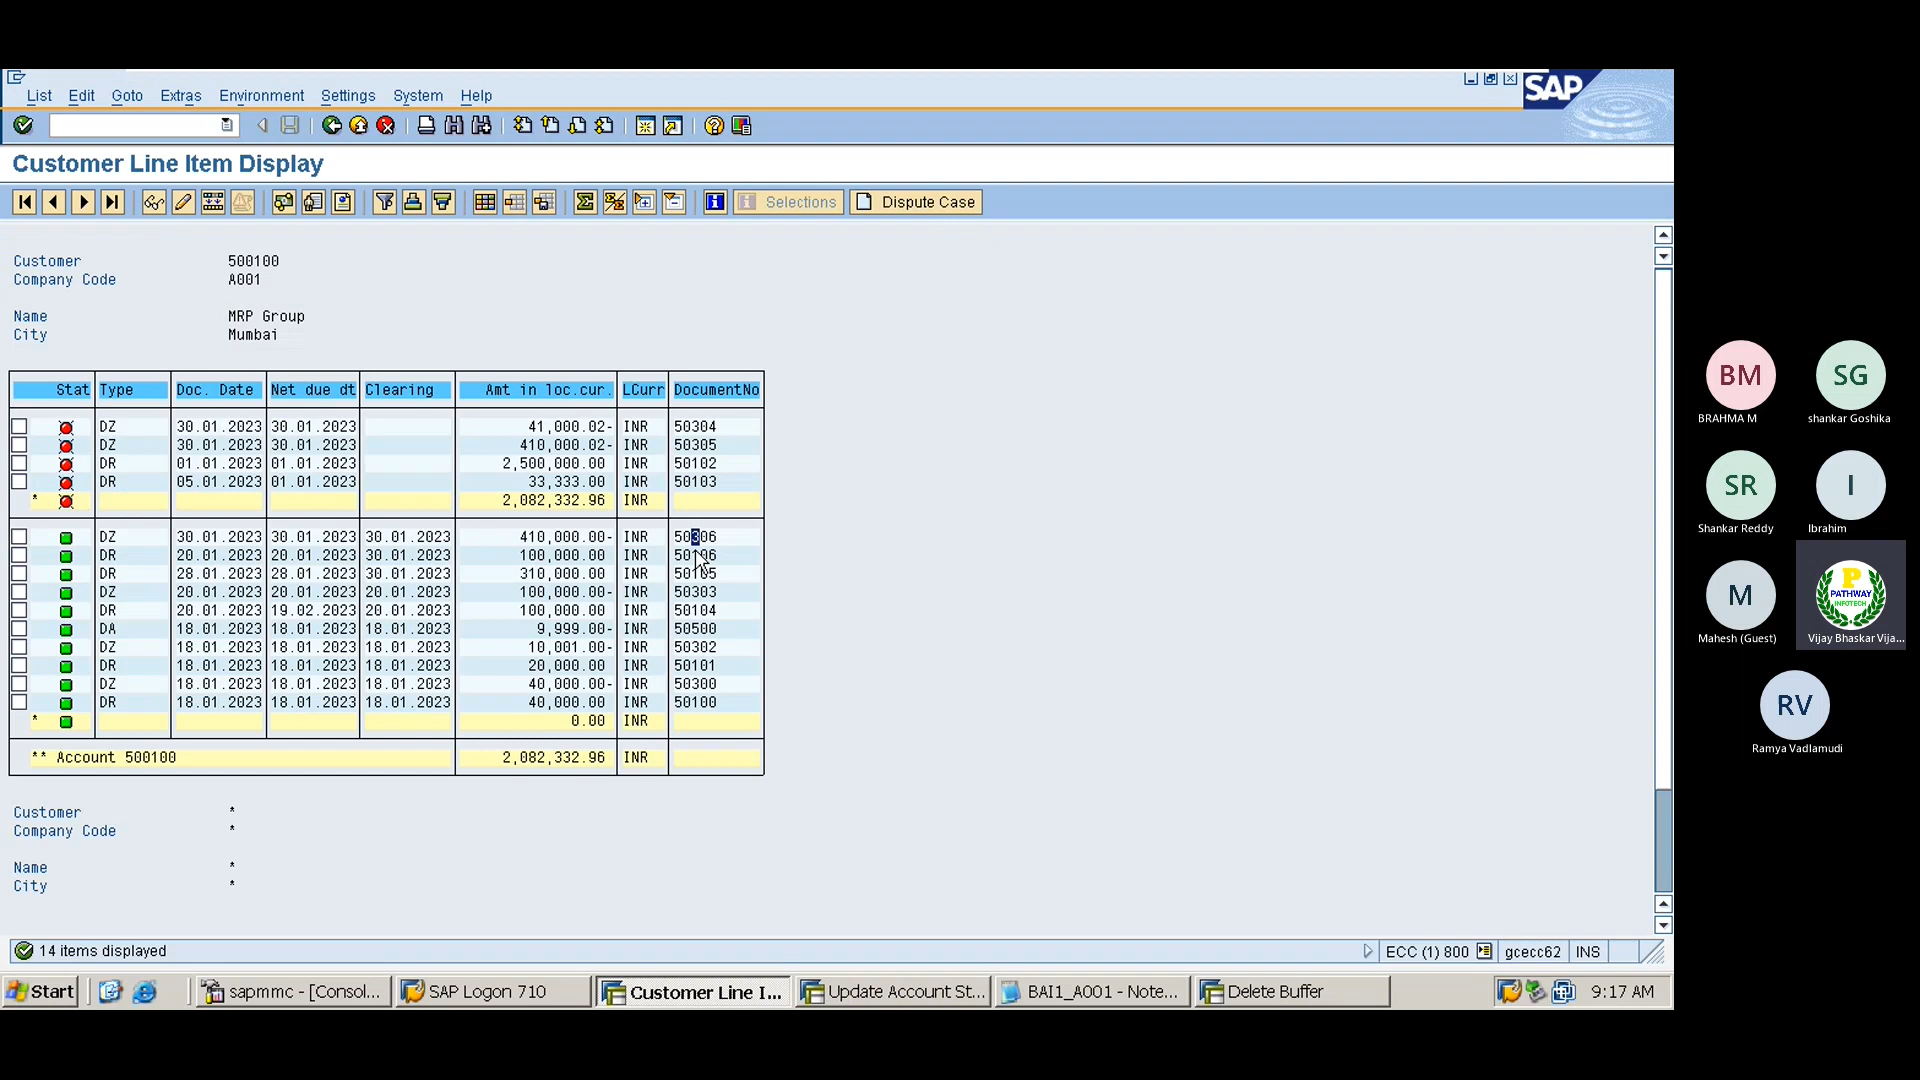 List Edit Goto Extras Environment Settings System Help
SAP
Customer Line Item Display
Selections Dispute Case
Customer 500100
Company Code A001
Name MRP Group
City Mumbai
Stat Type Doc. Date Net due dt Clearing Amt in loc.cur. LCurr DocumentNo
DZ 30.01.2023 30.01.2023 41,000.02- INR 50304
DZ 30.01.2023 30.01.2023 410,000.02- INR 50305
DR 01.01.2023 01.01.2023 2,500,000.00 INR 50102
DR 05.01.2023 01.01.2023 33,333.00 INR 50103
* 2,082,332.96 INR
DZ 30.01.2023 30.01.2023 30.01.2023 410,000.00- INR 50306
DR 20.01.2023 20.01.2023 30.01.2023 100,000.00 INR 50106
DR 28.01.2023 28.01.2023 30.01.2023 310,000.00 INR 50105
DZ 20.01.2023 20.01.2023 20.01.2023 100,000.00- INR 50303
DR 20.01.2023 19.02.2023 20.01.2023 100,000.00 INR 50104
DA 18.01.2023 18.01.2023 18.01.2023 9,999.00- INR 50500
DZ 18.01.2023 18.01.2023 18.01.2023 10,001.00- INR 50302
DR 18.01.2023 18.01.2023 18.01.2023 20,000.00 INR 50101
DZ 18.01.2023 18.01.2023 18.01.2023 40,000.00- INR 50300
DR 18.01.2023 18.01.2023 18.01.2023 40,000.00 INR 50100
* 0.00 INR
** Account 500100 2,082,332.96 INR
Customer *
Company Code *
Name *
City *
14 items displayed
ECC (1) 800 gcecc62 INS
Start sapmmc - [Consol... SAP Logon 710 Customer Line I... Update Account St... BAI1_A001 - Note... Delete Buffer 9:17 AM
BM SG
BRAHMA M shankar Goshika
SR I
Shankar Reddy Ibrahim
M P PATHWAY INFOTECH
Mahesh (Guest) Vijay Bhaskar Vija...
RV
Ramya Vadlamudi